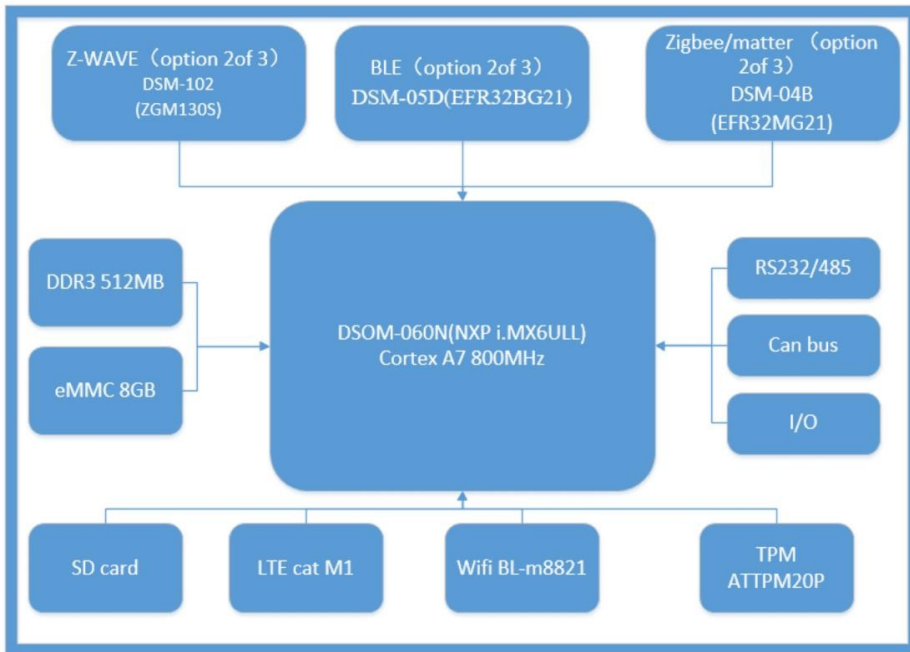 Z-WAVE（option 2of 3）
DSM-102
(ZGM130S)
BLE（option 2of 3）
DSM-05D(EFR32BG21)
Zigbee/matter （option
2of 3）
DSM-04B
(EFR32MG21)
DDR3 512MB
eMMC 8GB
DSOM-060N(NXP i.MX6ULL)
Cortex A7 800MHz
RS232/485
Can bus
I/O
SD card
LTE cat M1
Wifi BL-m8821
TPM
ATTPM20P